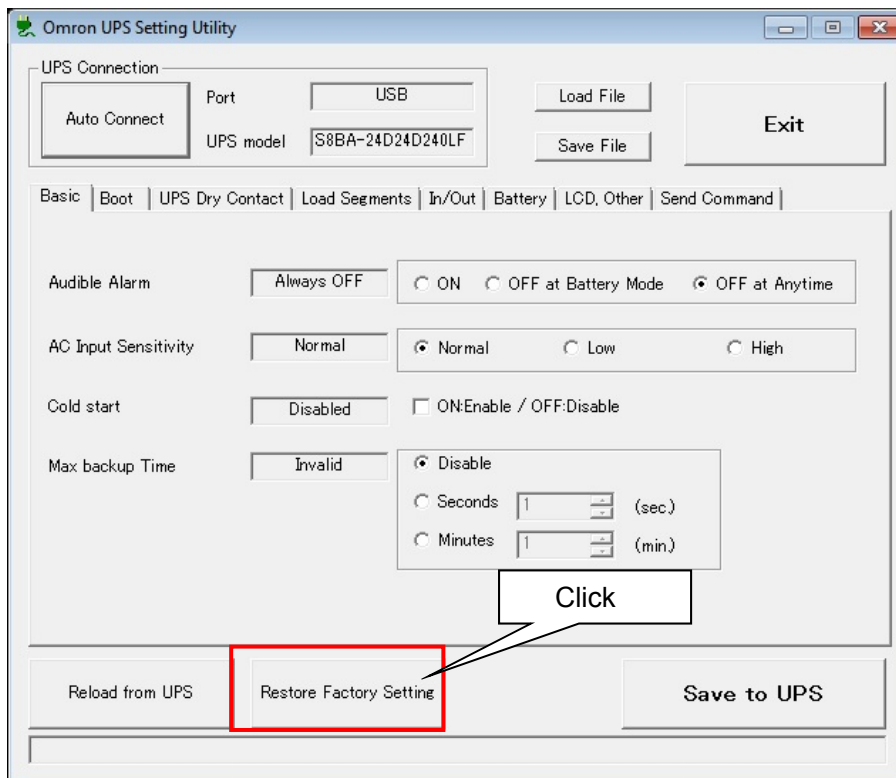 Omron UPS Setting Utility
UPS Connection
Auto Connect
Port
USB
UPS model
S8BA-24D24D240LF
Load File
Save File
Exit
Basic Boot UPS Dry Contact Load Segments In/Out Battery LCD, Other Send Command
Audible Alarm Always OFF ON OFF at Battery Mode OFF at Anytime
AC Input Sensitivity Normal Normal Low High
Cold start Disabled ON:Enable / OFF:Disable
Max backup Time Invalid Disable
Seconds 1 (sec.)
Minutes 1 (min.)
Click
Reload from UPS Restore Factory Setting Save to UPS